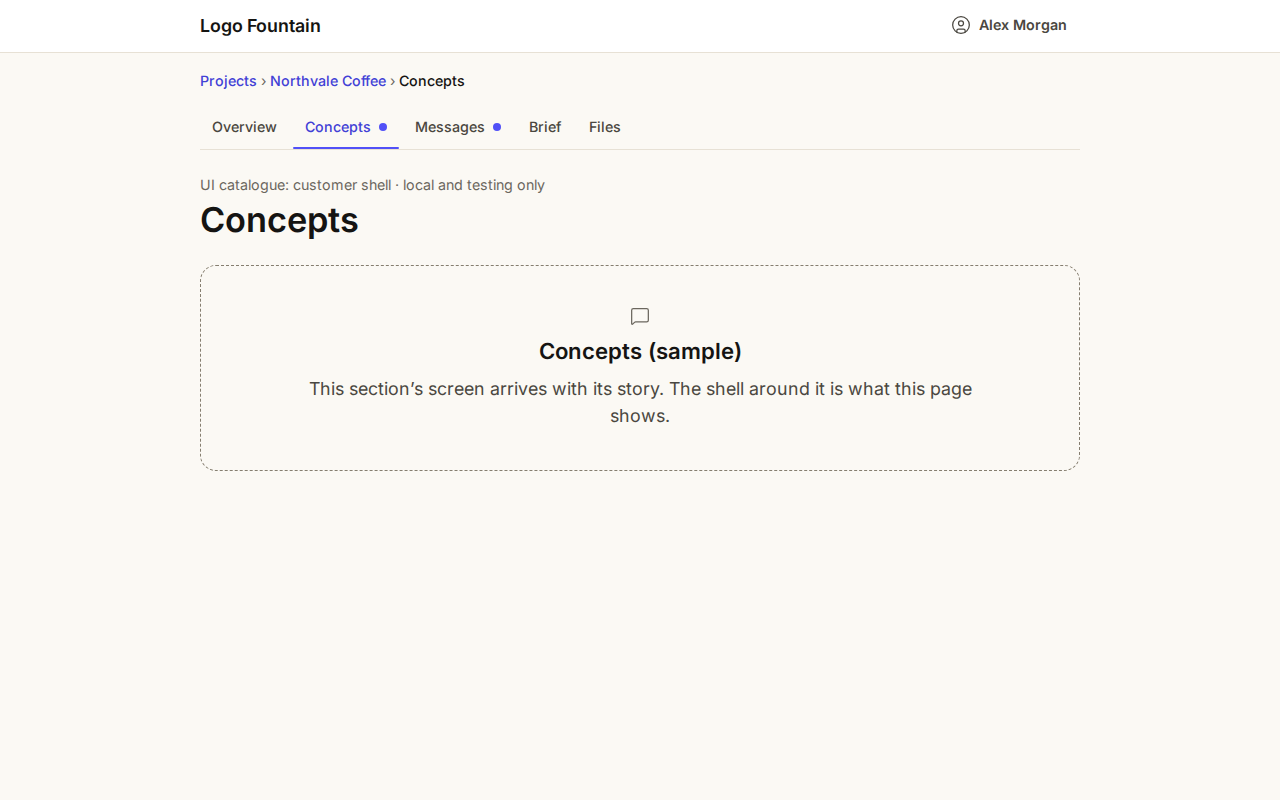 Logo Fountain
Alex Morgan
Projects › Northvale Coffee › Concepts
Overview
Concepts
Messages
Brief
Files
UI catalogue: customer shell · local and testing only
Concepts
Concepts (sample)
This section’s screen arrives with its story. The shell around it is what this page
shows.